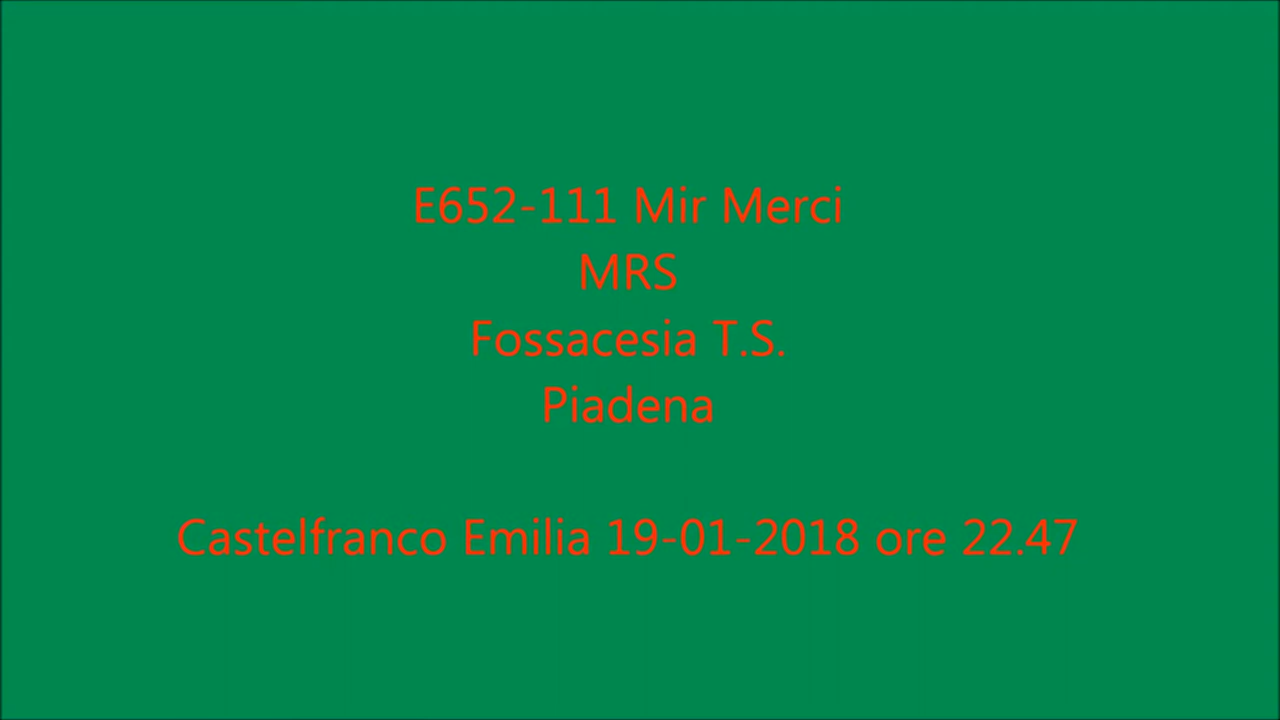 E652-111 Mir Merci
MRS
Fossacesia T.S.
Piadena
Castelfranco Emilia 19-01-2018 ore 22.47